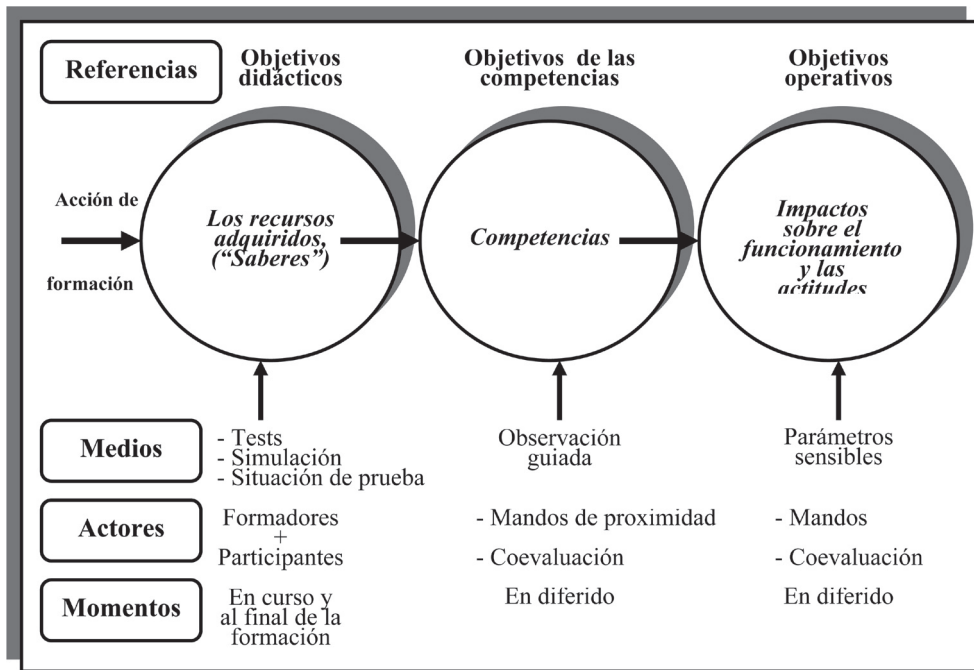 Referencias
Objetivos
didácticos
Objetivos de las
competencias
Objetivos
operativos
Acción de
formación
Los recursos
adquiridos,
(“Saberes”)
Competencias
Impactos
sobre el
funcionamiento
y las
actitudes
Medios
- Tests
- Simulación
- Situación de prueba
Observación
guiada
Parámetros
sensibles
Actores
Formadores
+
Participantes
- Mandos de proximidad
- Coevaluación
- Mandos
- Coevaluación
Momentos
En curso y
al final de la
formación
En diferido
En diferido